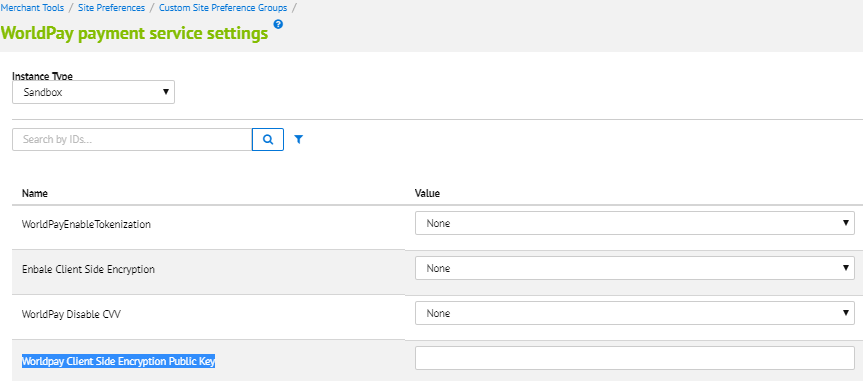 Merchant Tools / Site Preferences / Custom Site Preference Groups /
WorldPay payment service settings ?
Instance Type
Sandbox
Search by IDs...
Name Value
WorldPayEnableTokenization None
Enbale Client Side Encryption None
WorldPay Disable CVV None
Worldpay Client Side Encryption Public Key